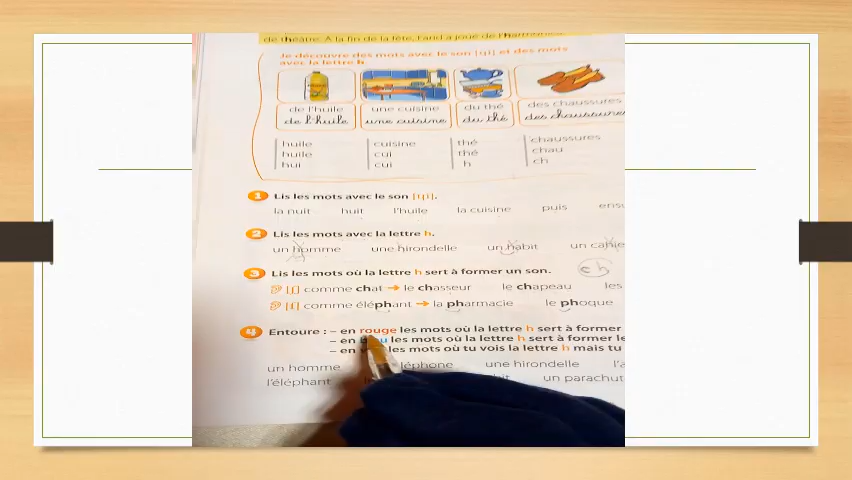 de théâtre. À la fin de la fête, Farid a joué de l'harmonica.
Je découvre des mots avec le son [ɥi] et des mots
avec la lettre h.
de l'huile une cuisine du thé des chaussures
de l'huile une cuisine du thé des chaussures
huile cuisine thé chaussures
huile cui thé chau
hui cui h ch
1 Lis les mots avec le son [ɥi].
la nuit huit l'huile la cuisine puis
2 Lis les mots avec la lettre h.
un homme une hirondelle un habit un cahie
3 Lis les mots où la lettre h sert à former un son.
ch
[ʃ] comme chat → le chasseur le chapeau les
[f] comme éléphant → la pharmacie le phoque
4 Entoure : – en rouge les mots où la lettre h sert à former
– en les mots où la lettre h sert à former le
– en les mots où tu vois la lettre h mais tu
un homme une hirondelle
l'éléphant un parachut